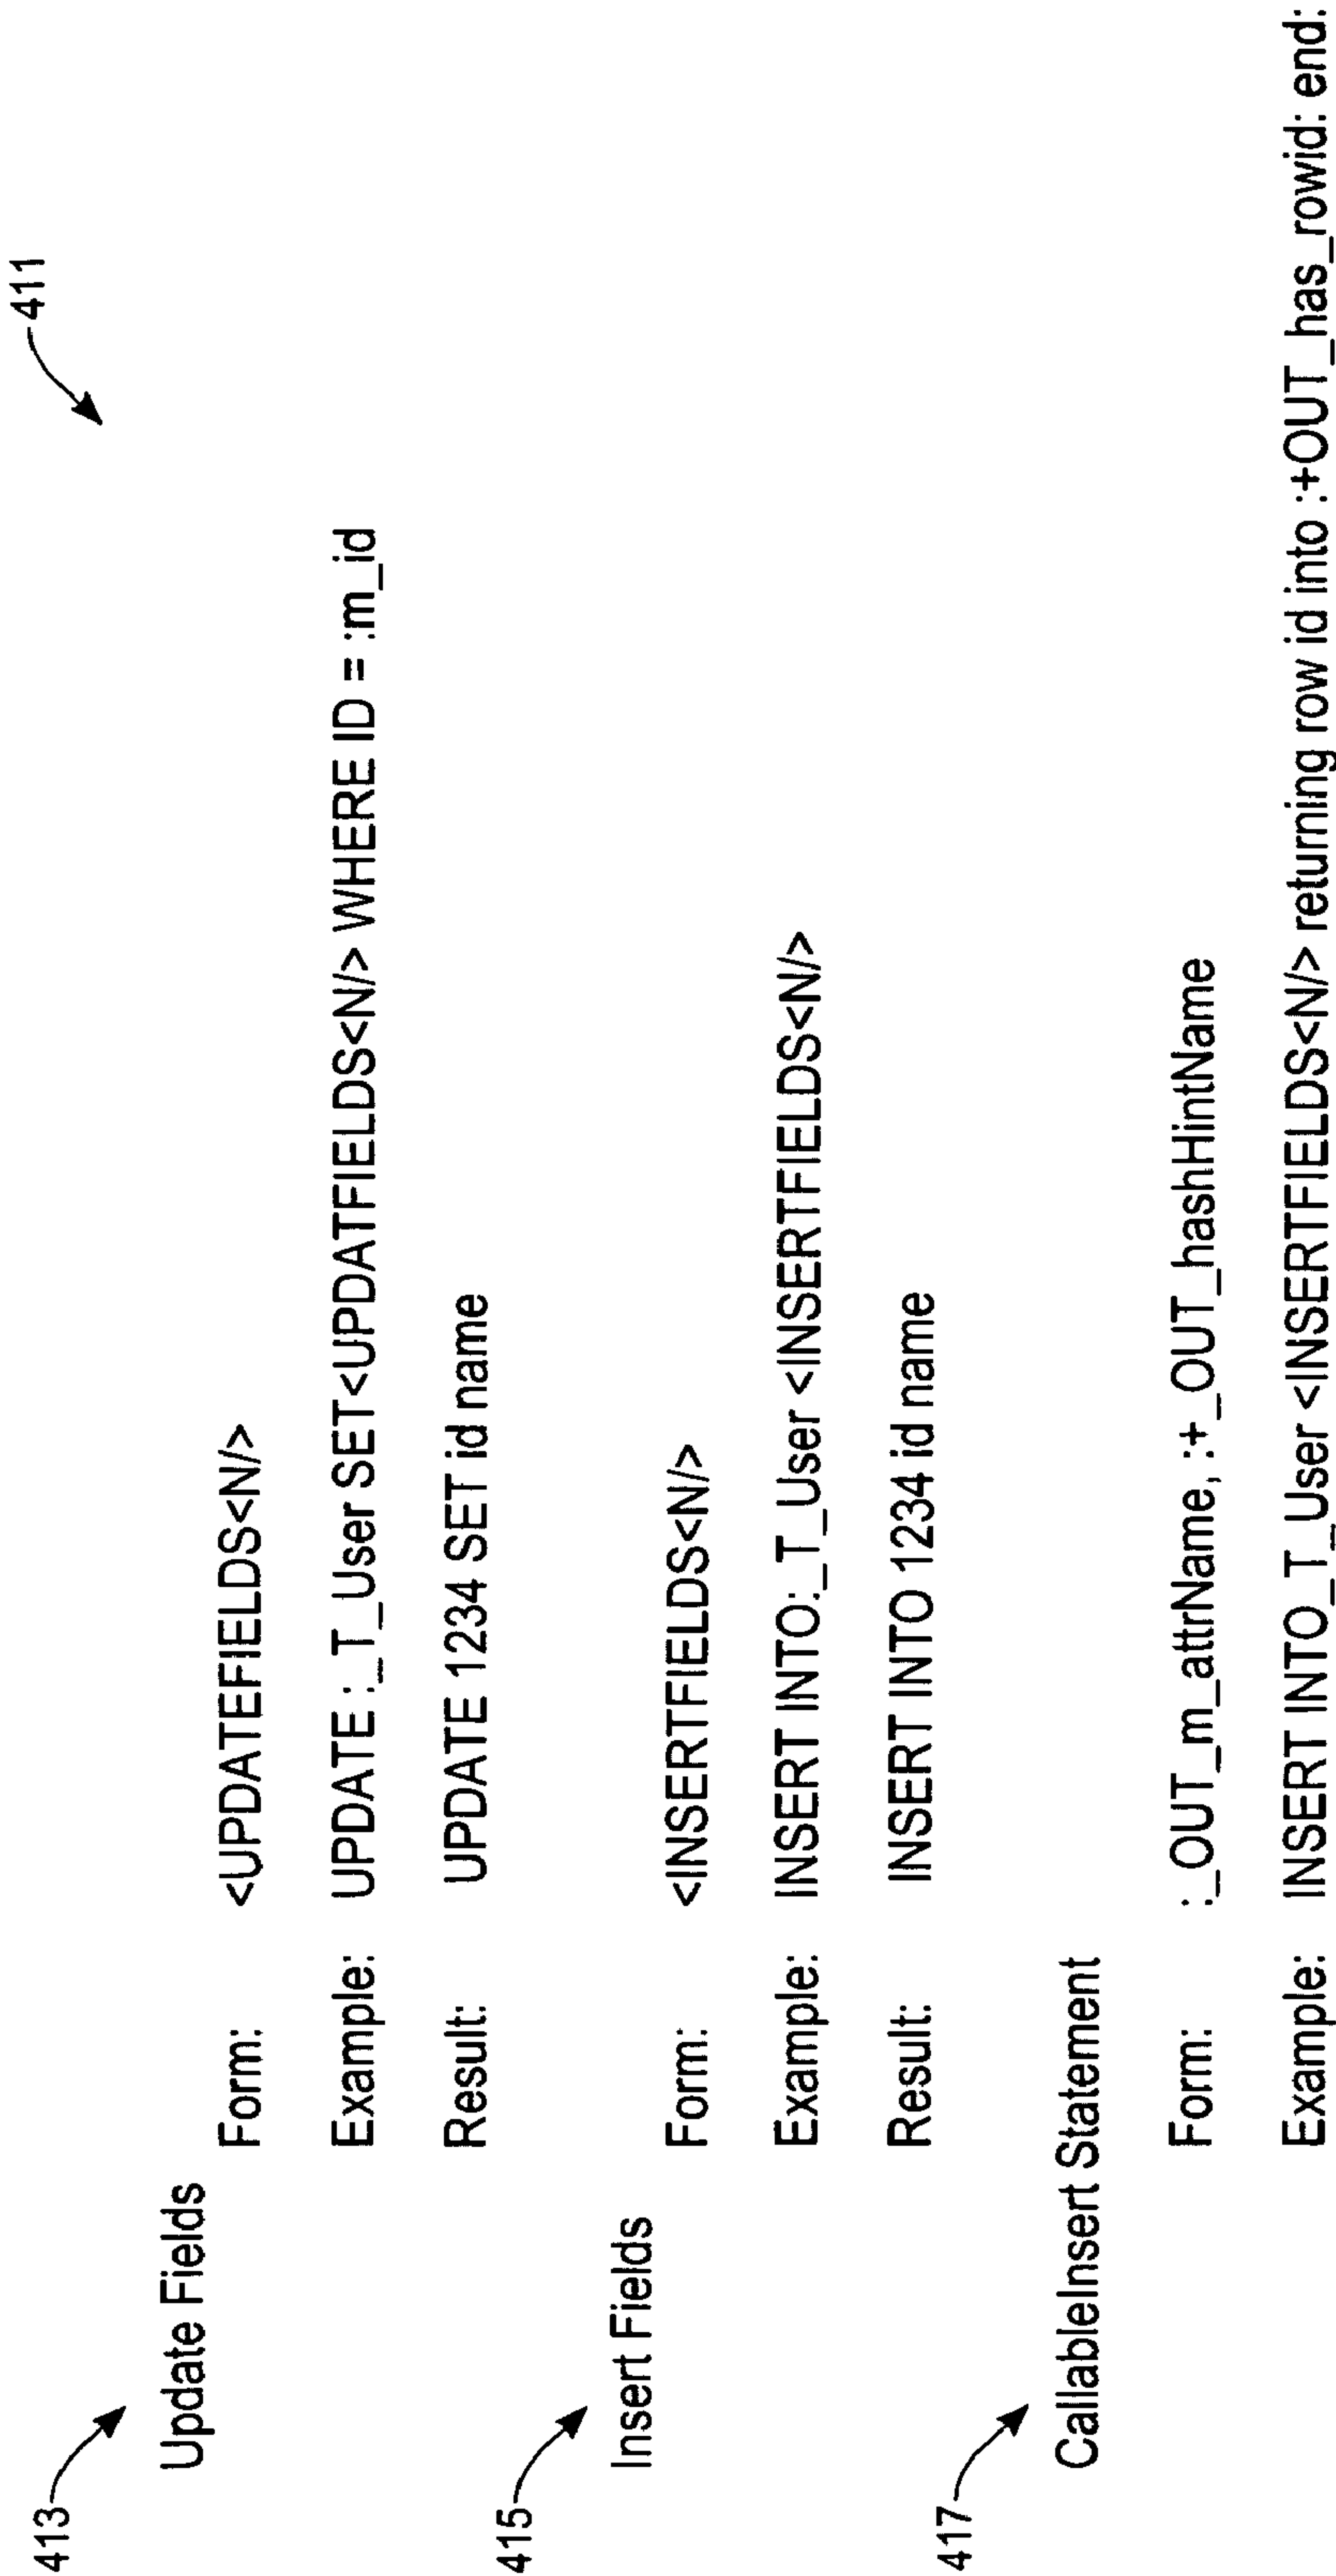 411
413
Update Fields
Form: <UPDATEFIELDS<N/>
Example: UPDATE :_T_User SET<UPDATFIELDS<N/> WHERE ID = :m_id
Result: UPDATE 1234 SET id name
415
Insert Fields
Form: <INSERTFIELDS<N/>
Example: INSERT INTO:_T_User <INSERTFIELDS<N/>
Result: INSERT INTO 1234 id name
417
CallableInsert Statement
Form: :_OUT_m_attrName, :+_OUT_hashHintName
Example: INSERT INTO_T_User <INSERTFIELDS<N/> returning row id into :+OUT_has_rowid: end: